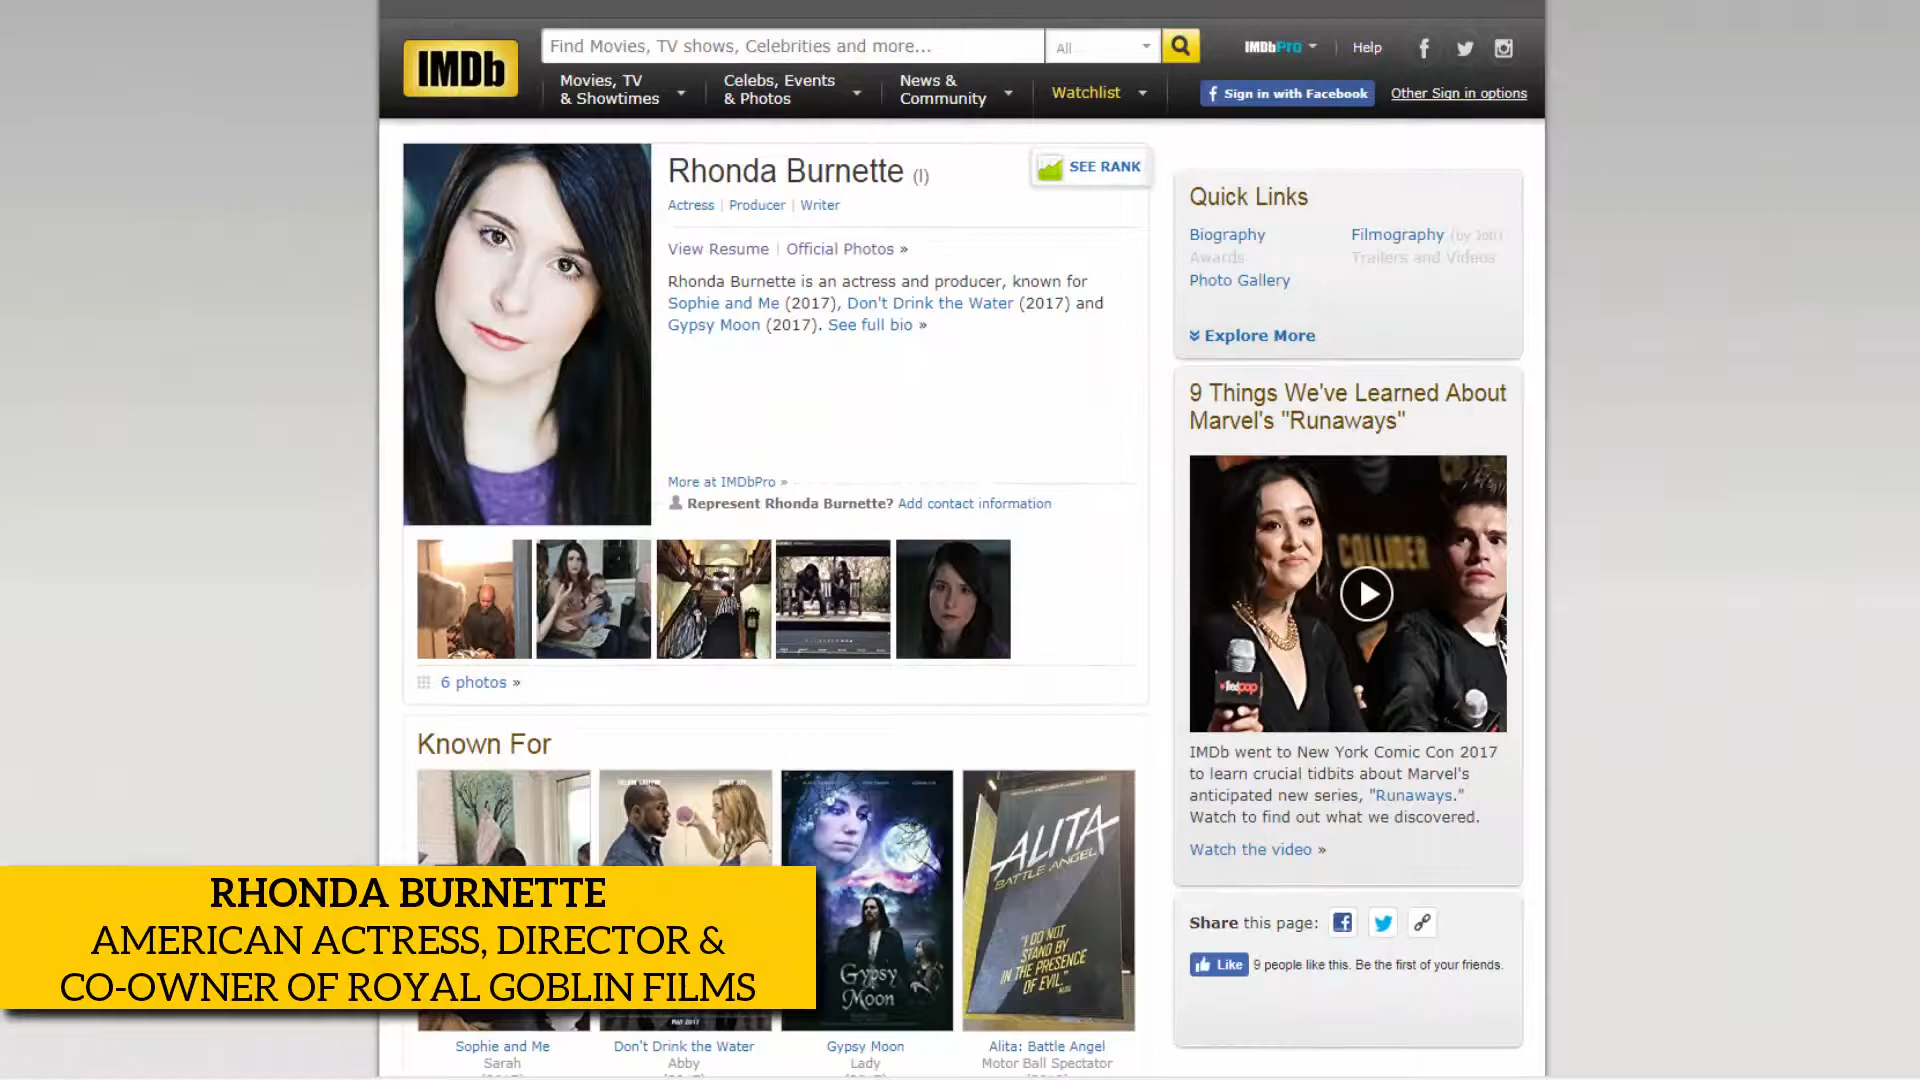 Find Movies, TV shows, Celebrities and more...
All
IMDbPro
Help
IMDb
Movies, TV
& Showtimes
Celebs, Events
& Photos
News &
Community
Watchlist
Sign in with Facebook
Other Sign in options
Rhonda Burnette (I)
SEE RANK
Actress | Producer | Writer
View Resume | Official Photos »
Rhonda Burnette is an actress and producer, known for
Sophie and Me (2017), Don't Drink the Water (2017) and
Gypsy Moon (2017). See full bio »
More at IMDbPro »
Represent Rhonda Burnette? Add contact information
6 photos »
Known For
ALITA
BATTLE ANGEL
"I DO NOT
STAND BY
IN THE PRESENCE
OF EVIL."
Gypsy
Moon
MAY 2017
Sophie and Me
Sarah
Don't Drink the Water
Abby
Gypsy Moon
Lady
Alita: Battle Angel
Motor Ball Spectator
Quick Links
Biography
Filmography (by Job)
Awards
Trailers and Videos
Photo Gallery
Explore More
9 Things We've Learned About
Marvel's "Runaways"
COLLIDER
IMDb went to New York Comic Con 2017
to learn crucial tidbits about Marvel's
anticipated new series, "Runaways."
Watch to find out what we discovered.
Watch the video »
Share this page:
Like
9 people like this. Be the first of your friends.
RHONDA BURNETTE
AMERICAN ACTRESS, DIRECTOR &
CO-OWNER OF ROYAL GOBLIN FILMS